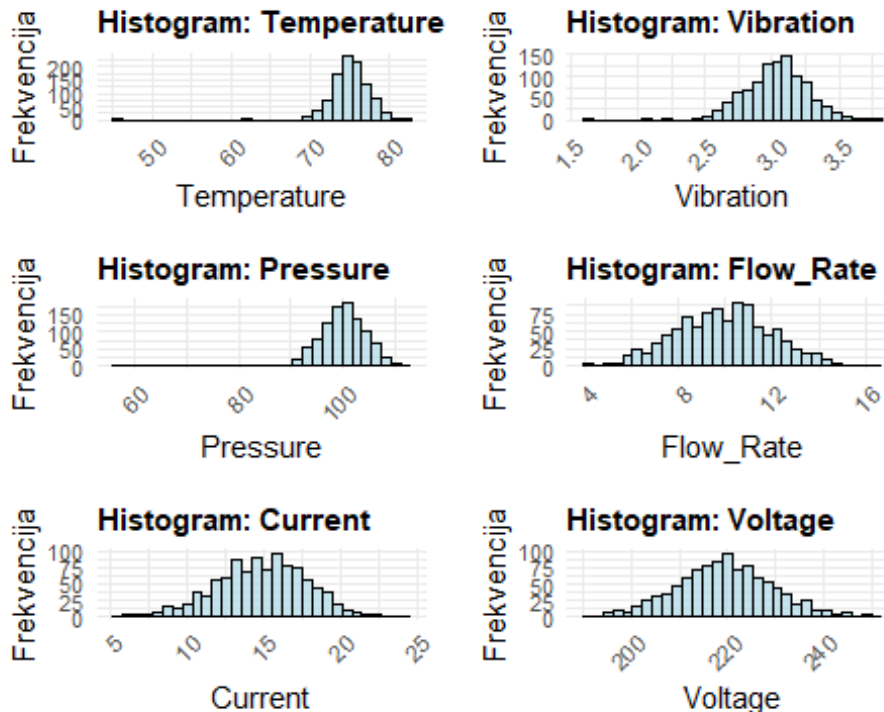 Histogram: Temperature
Frekvencija
200
150
100
50
0
50
60
70
80
Temperature
Histogram: Vibration
Frekvencija
150
100
50
0
1.5
2.0
2.5
3.0
3.5
Vibration
Histogram: Pressure
Frekvencija
150
100
50
0
60
80
100
Pressure
Histogram: Flow_Rate
Frekvencija
75
50
25
0
4
8
12
16
Flow_Rate
Histogram: Current
Frekvencija
100
75
50
25
0
5
10
15
20
25
Current
Histogram: Voltage
Frekvencija
100
75
50
25
0
200
220
240
Voltage